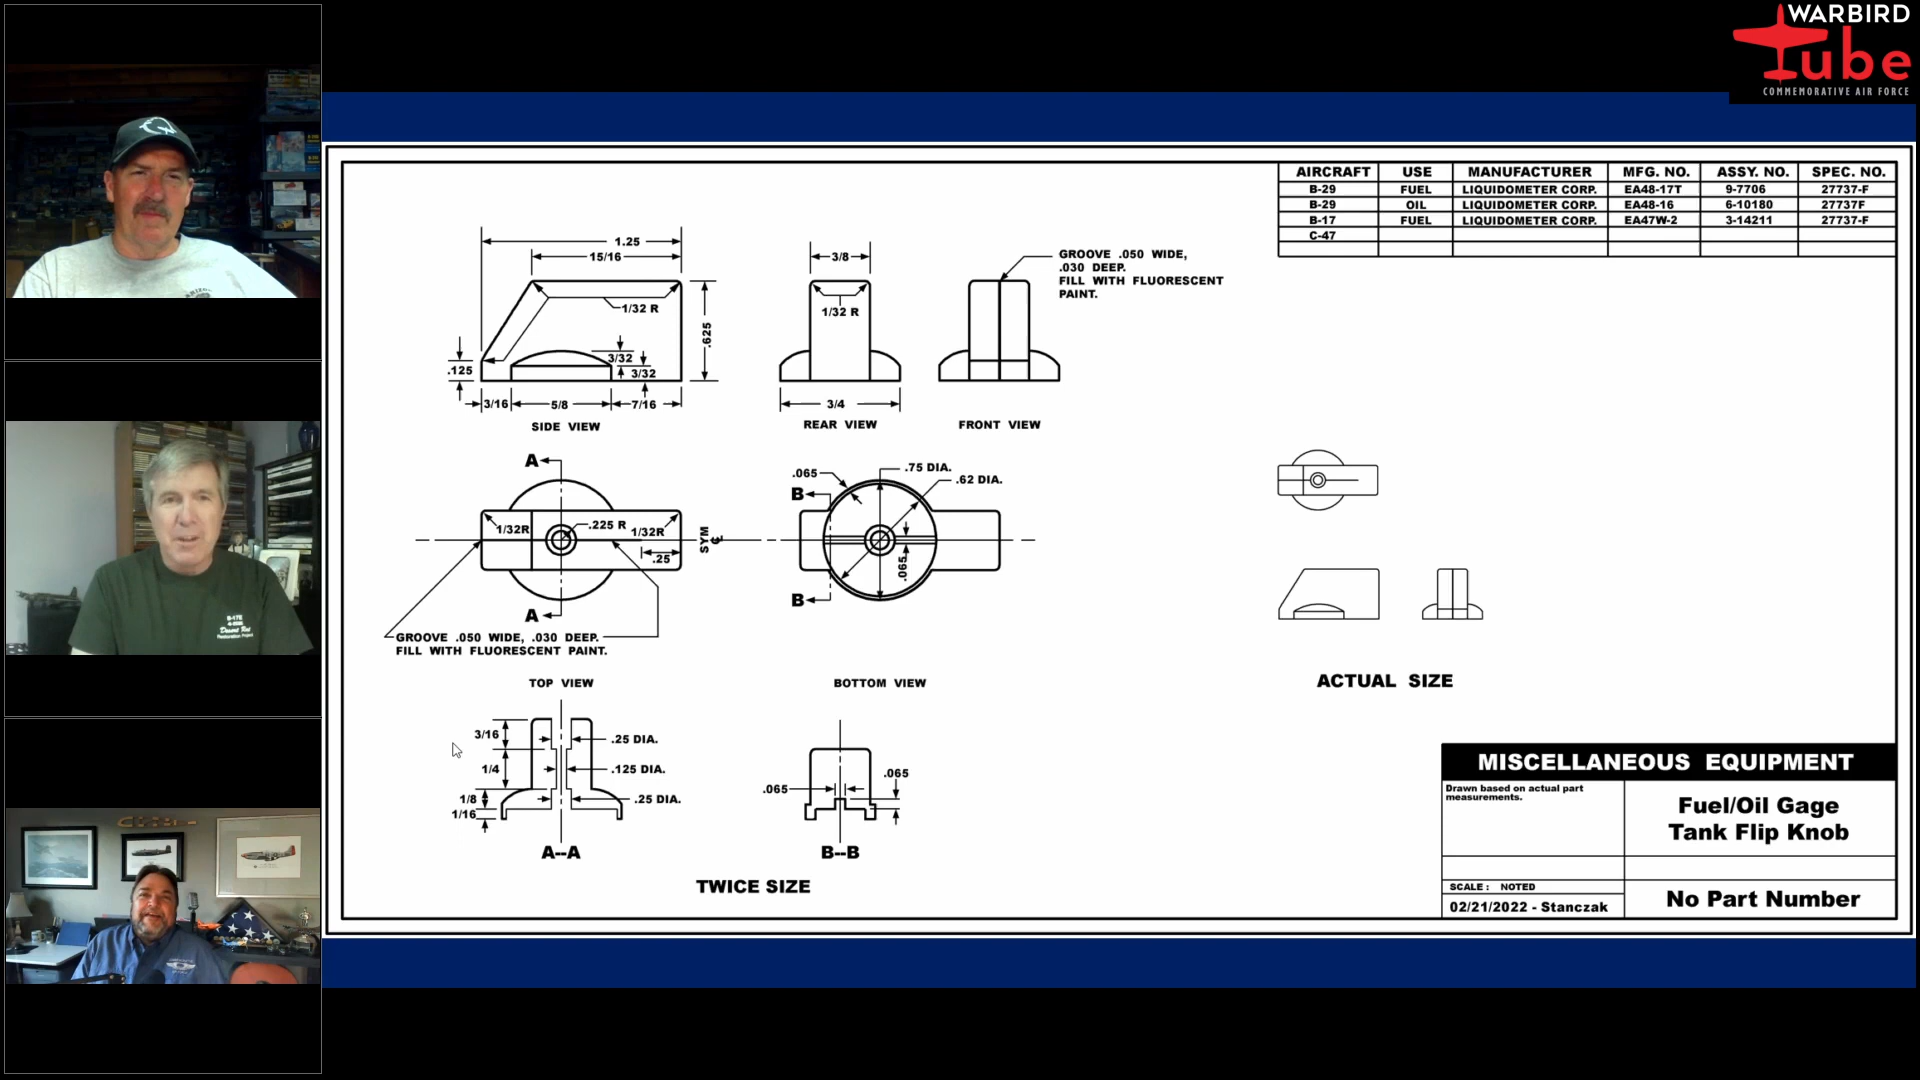 WARBIRD
Tube
COMMEMORATIVE AIR FORCE
AIRCRAFT USE MANUFACTURER MFG. NO. ASSY. NO. SPEC. NO.
B-29 FUEL LIQUIDOMETER CORP. EA48-17T 9-7706 27737-F
B-29 OIL LIQUIDOMETER CORP. EA48-16 6-10180 27737F
B-17 FUEL LIQUIDOMETER CORP. EA47W-2 3-14211 27737-F
C-47
1.25
15/16
1/32 R
.625
3/32
3/32
.125
3/16 5/8 7/16
SIDE VIEW
3/8
1/32 R
3/4
REAR VIEW
GROOVE .050 WIDE,
.030 DEEP.
FILL WITH FLUORESCENT
PAINT.
FRONT VIEW
A
1/32R
.225 R
1/32R
.25
SYM
A
GROOVE .050 WIDE, .030 DEEP.
FILL WITH FLUORESCENT PAINT.
TOP VIEW
.065
.75 DIA.
.62 DIA.
B
.065
B
BOTTOM VIEW
3/16
.25 DIA.
1/4
.125 DIA.
1/8
.25 DIA.
1/16
A--A
.065
.065
B--B
TWICE SIZE
ACTUAL SIZE
MISCELLANEOUS EQUIPMENT
Drawn based on actual part
measurements.
Fuel/Oil Gage
Tank Flip Knob
SCALE : NOTED
02/21/2022 - Stanczak
No Part Number
B-17E
Desert Rat
Restoration Project